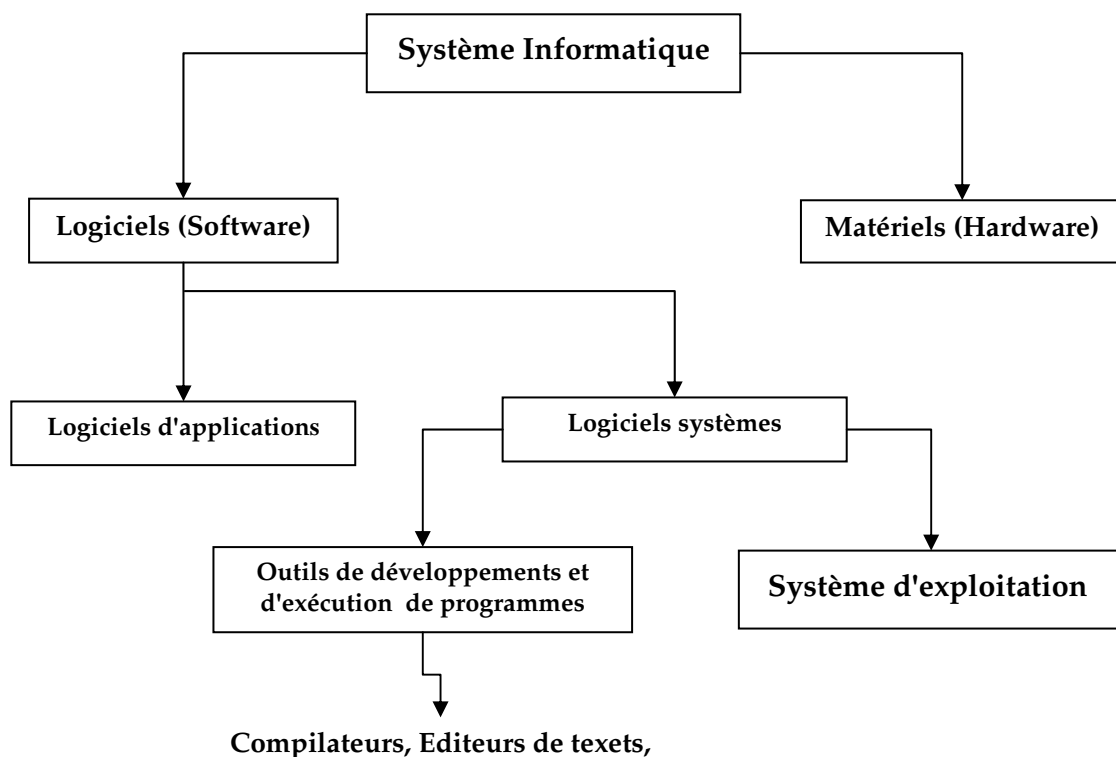 Système Informatique
Logiciels (Software)
Matériels (Hardware)
Logiciels d'applications
Logiciels systèmes
Outils de développements et
d'exécution de programmes
Système d'exploitation
Compilateurs, Editeurs de texets,